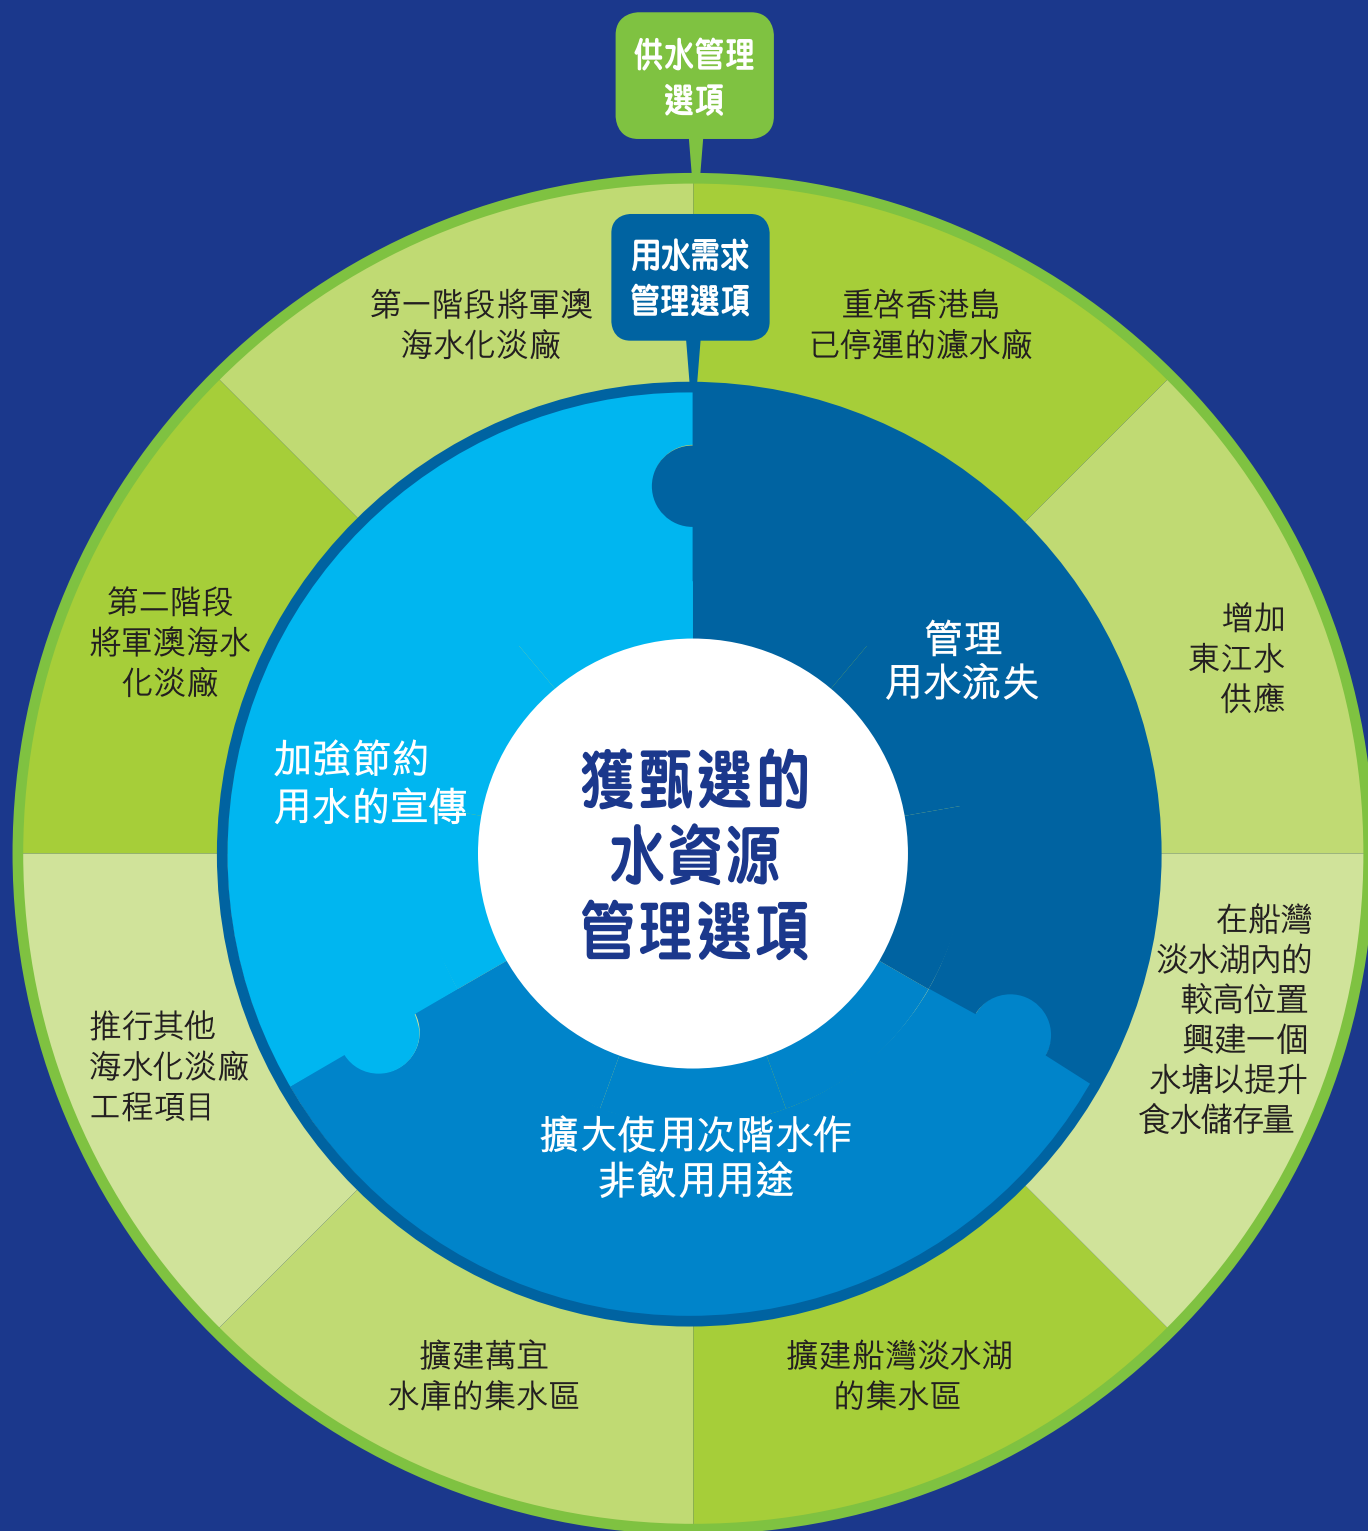 供水管理
選項
用水需求
管理選項
第一階段將軍澳
海水化淡廠
重啓香港島
已停運的濾水廠
增加
東江水
供應
在船灣
淡水湖內的
較高位置
興建一個
水塘以提升
食水儲存量
擴建船灣淡水湖
的集水區
擴建萬宜
水庫的集水區
推行其他
海水化淡廠
工程項目
第二階段
將軍澳海水
化淡廠
管理
用水流失
擴大使用次階水作
非飲用用途
加強節約
用水的宣傳
獲甄選的
水資源
管理選項